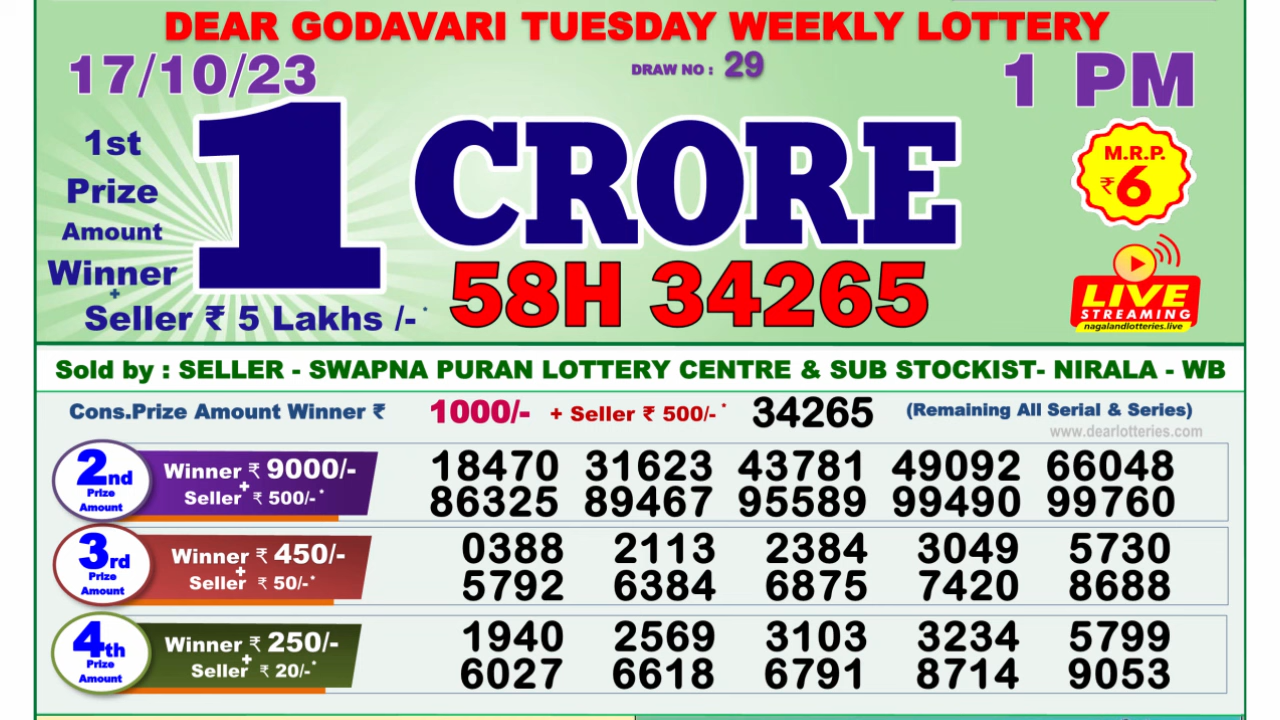 DEAR GODAVARI TUESDAY WEEKLY LOTTERY
17/10/23
DRAW NO : 29
1 PM
1st
Prize
Amount
Winner
+
Seller ₹ 5 Lakhs /- *
1 CRORE
58H 34265
M.R.P.
₹6
LIVE
STREAMING
nagalandlotteries.live
Sold by : SELLER - SWAPNA PURAN LOTTERY CENTRE & SUB STOCKIST- NIRALA - WB
Cons.Prize Amount Winner ₹ 1000/- + Seller ₹ 500/- * 34265 (Remaining All Serial & Series)
www.dearlotteries.com
2nd
Prize
Amount
Winner ₹ 9000/-
+
Seller ₹ 500/- *
18470 31623 43781 49092 66048
86325 89467 95589 99490 99760
3rd
Prize
Amount
Winner ₹ 450/-
+
Seller ₹ 50/- *
0388 2113 2384 3049 5730
5792 6384 6875 7420 8688
4th
Prize
Amount
Winner ₹ 250/-
+
Seller ₹ 20/- *
1940 2569 3103 3234 5799
6027 6618 6791 8714 9053